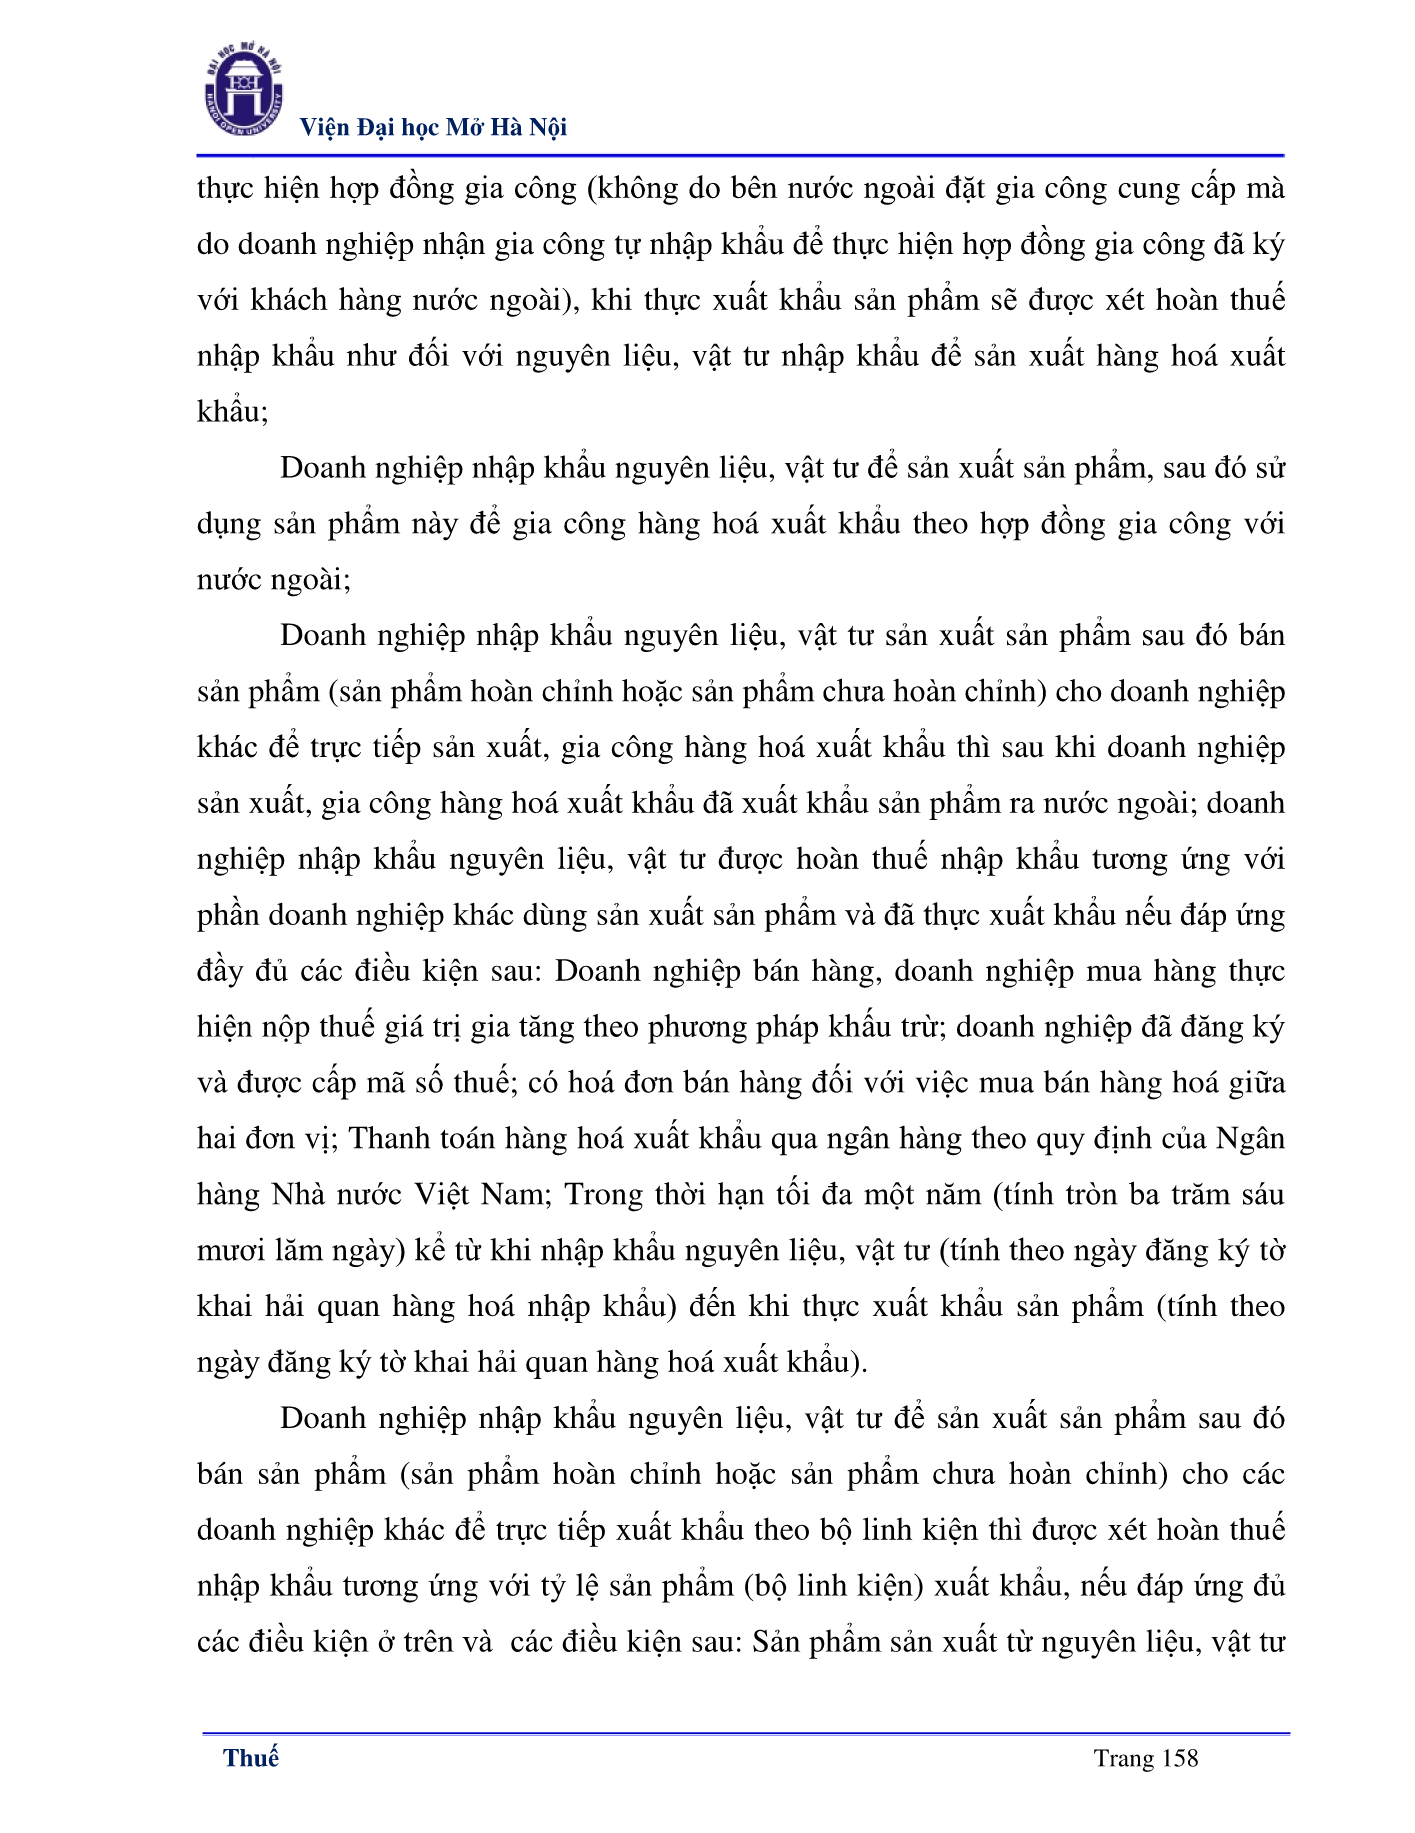 ĐẠI HỌC MỞ HÀ NỘI
HANOI OPEN UNIVERSITY
Viện Đại học Mở Hà Nội
thực hiện hợp đồng gia công (không do bên nước ngoài đặt gia công cung cấp mà
do doanh nghiệp nhận gia công tự nhập khẩu để thực hiện hợp đồng gia công đã ký
với khách hàng nước ngoài), khi thực xuất khẩu sản phẩm sẽ được xét hoàn thuế
nhập khẩu như đối với nguyên liệu, vật tư nhập khẩu để sản xuất hàng hoá xuất
khẩu;
Doanh nghiệp nhập khẩu nguyên liệu, vật tư để sản xuất sản phẩm, sau đó sử
dụng sản phẩm này để gia công hàng hoá xuất khẩu theo hợp đồng gia công với
nước ngoài;
Doanh nghiệp nhập khẩu nguyên liệu, vật tư sản xuất sản phẩm sau đó bán
sản phẩm (sản phẩm hoàn chỉnh hoặc sản phẩm chưa hoàn chỉnh) cho doanh nghiệp
khác để trực tiếp sản xuất, gia công hàng hoá xuất khẩu thì sau khi doanh nghiệp
sản xuất, gia công hàng hoá xuất khẩu đã xuất khẩu sản phẩm ra nước ngoài; doanh
nghiệp nhập khẩu nguyên liệu, vật tư được hoàn thuế nhập khẩu tương ứng với
phần doanh nghiệp khác dùng sản xuất sản phẩm và đã thực xuất khẩu nếu đáp ứng
đầy đủ các điều kiện sau: Doanh nghiệp bán hàng, doanh nghiệp mua hàng thực
hiện nộp thuế giá trị gia tăng theo phương pháp khấu trừ; doanh nghiệp đã đăng ký
và được cấp mã số thuế; có hoá đơn bán hàng đối với việc mua bán hàng hoá giữa
hai đơn vị; Thanh toán hàng hoá xuất khẩu qua ngân hàng theo quy định của Ngân
hàng Nhà nước Việt Nam; Trong thời hạn tối đa một năm (tính tròn ba trăm sáu
mươi lăm ngày) kể từ khi nhập khẩu nguyên liệu, vật tư (tính theo ngày đăng ký tờ
khai hải quan hàng hoá nhập khẩu) đến khi thực xuất khẩu sản phẩm (tính theo
ngày đăng ký tờ khai hải quan hàng hoá xuất khẩu).
Doanh nghiệp nhập khẩu nguyên liệu, vật tư để sản xuất sản phẩm sau đó
bán sản phẩm (sản phẩm hoàn chỉnh hoặc sản phẩm chưa hoàn chỉnh) cho các
doanh nghiệp khác để trực tiếp xuất khẩu theo bộ linh kiện thì được xét hoàn thuế
nhập khẩu tương ứng với tỷ lệ sản phẩm (bộ linh kiện) xuất khẩu, nếu đáp ứng đủ
các điều kiện ở trên và  các điều kiện sau: Sản phẩm sản xuất từ nguyên liệu, vật tư
Thuế
Trang 158